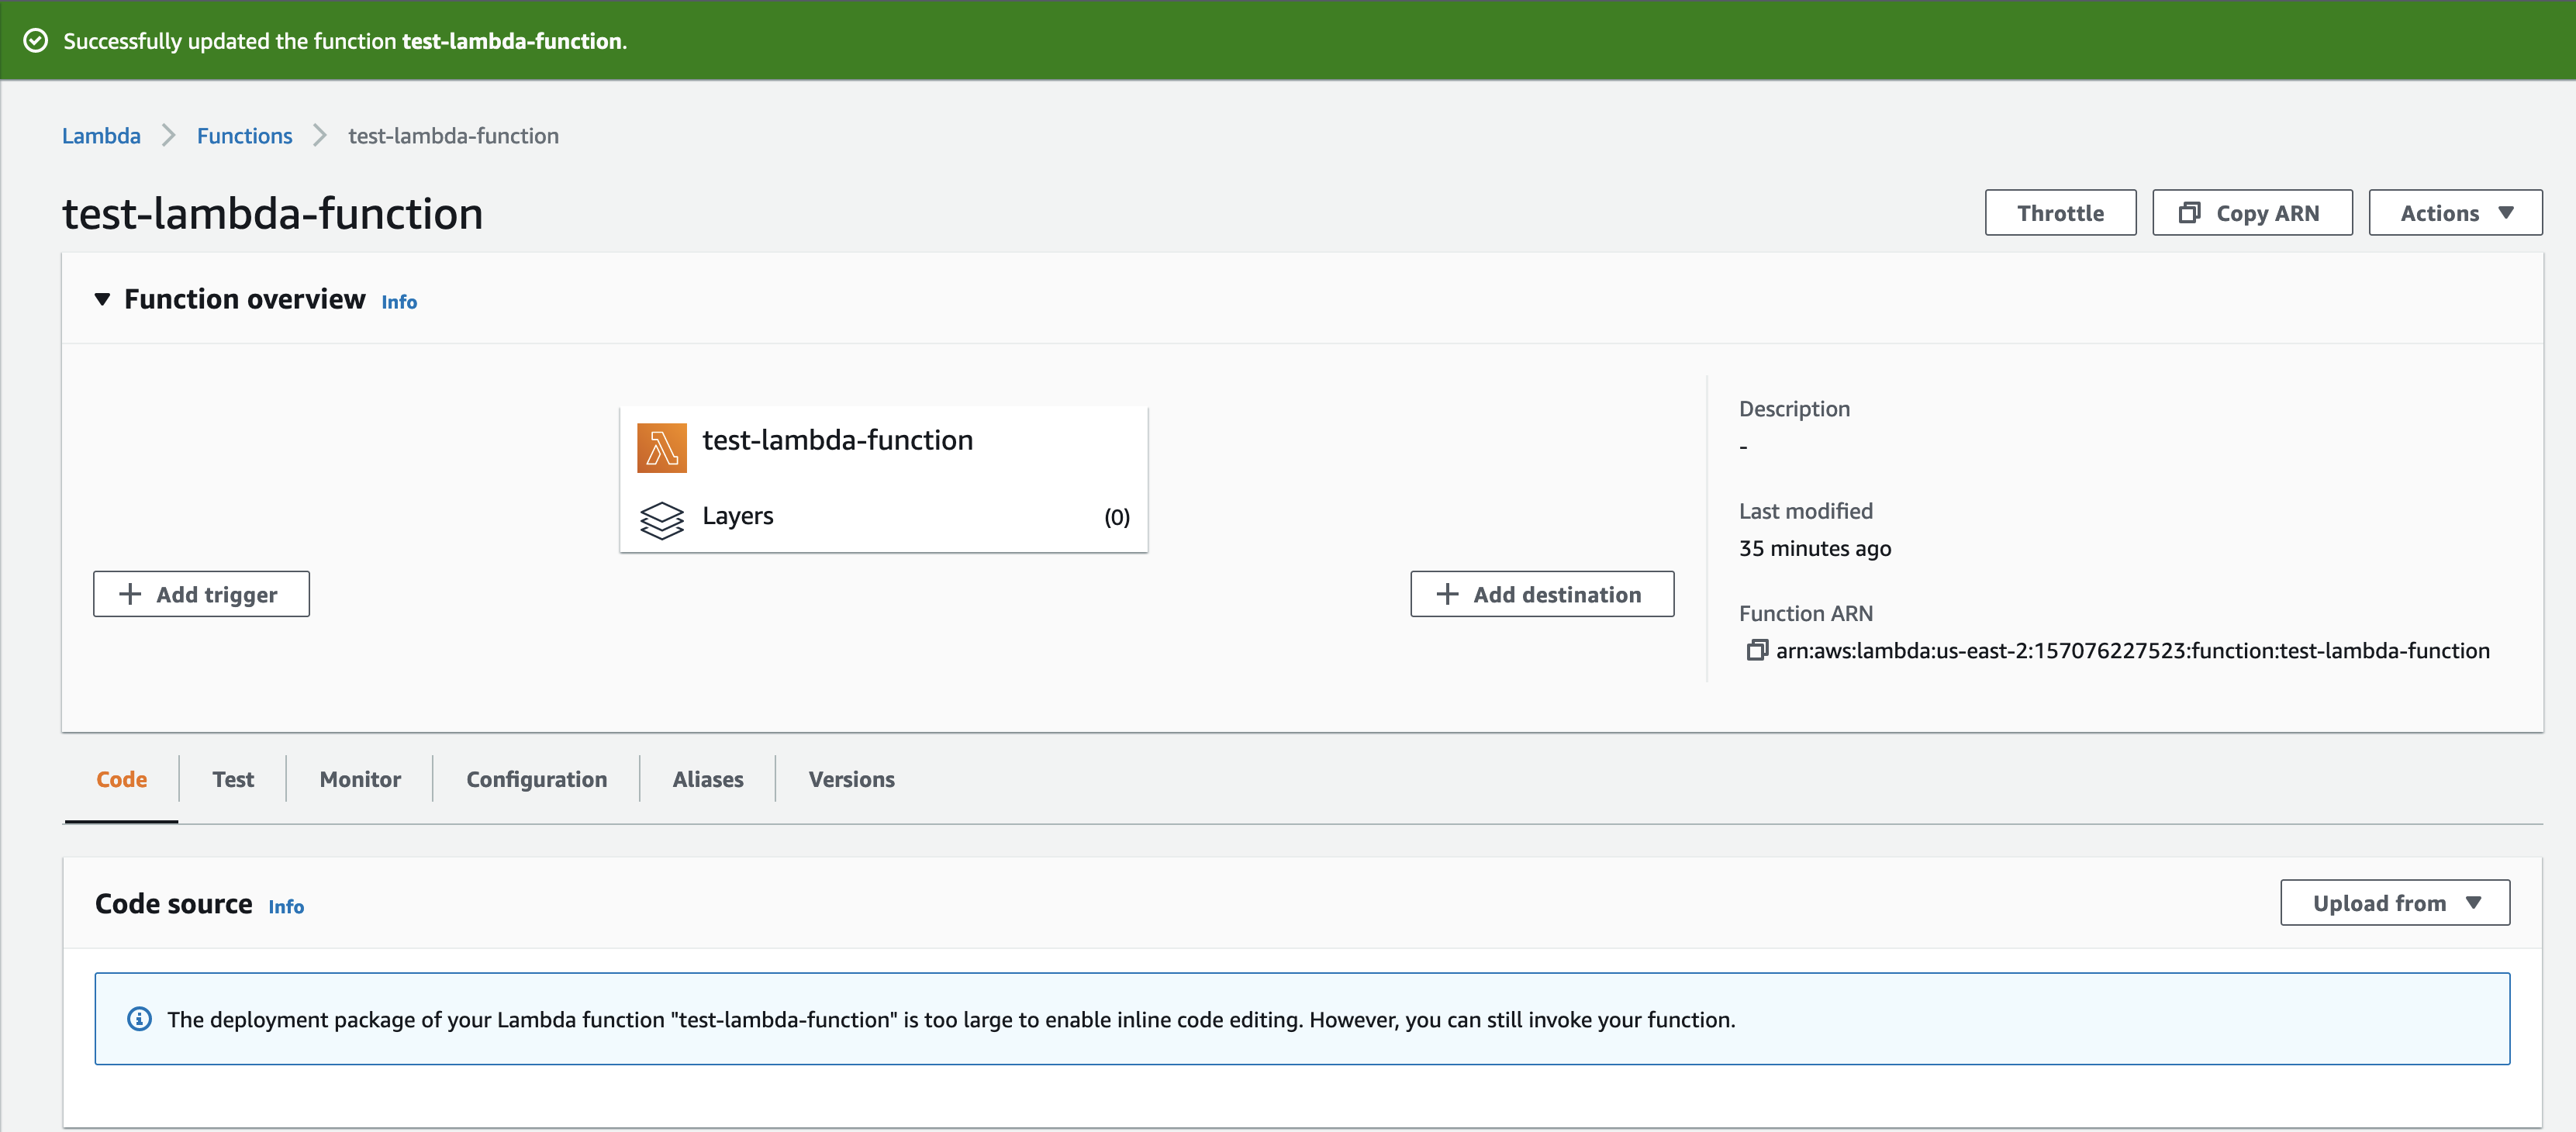 Successfully updated the function test-lambda-function.
Lambda Functions test-lambda-function
test-lambda-function
Throttle Copy ARN Actions
Function overview Info
test-lambda-function
Layers (0)
Add trigger
Add destination
Description
-
Last modified
35 minutes ago
Function ARN
arn:aws:lambda:us-east-2:157076227523:function:test-lambda-function
Code Test Monitor Configuration Aliases Versions
Code source Info
Upload from
The deployment package of your Lambda function "test-lambda-function" is too large to enable inline code editing. However, you can still invoke your function.